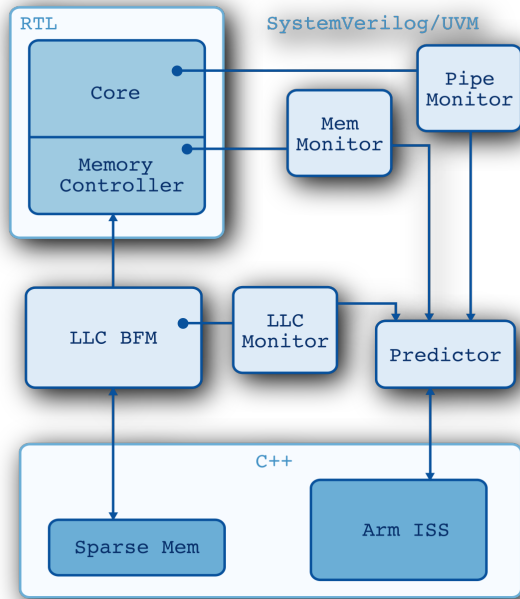 RTL
SystemVerilog/UVM
Core
Pipe
Monitor
Mem
Monitor
Memory
Controller
LLC BFM
LLC
Monitor
Predictor
C++
Sparse Mem
Arm ISS